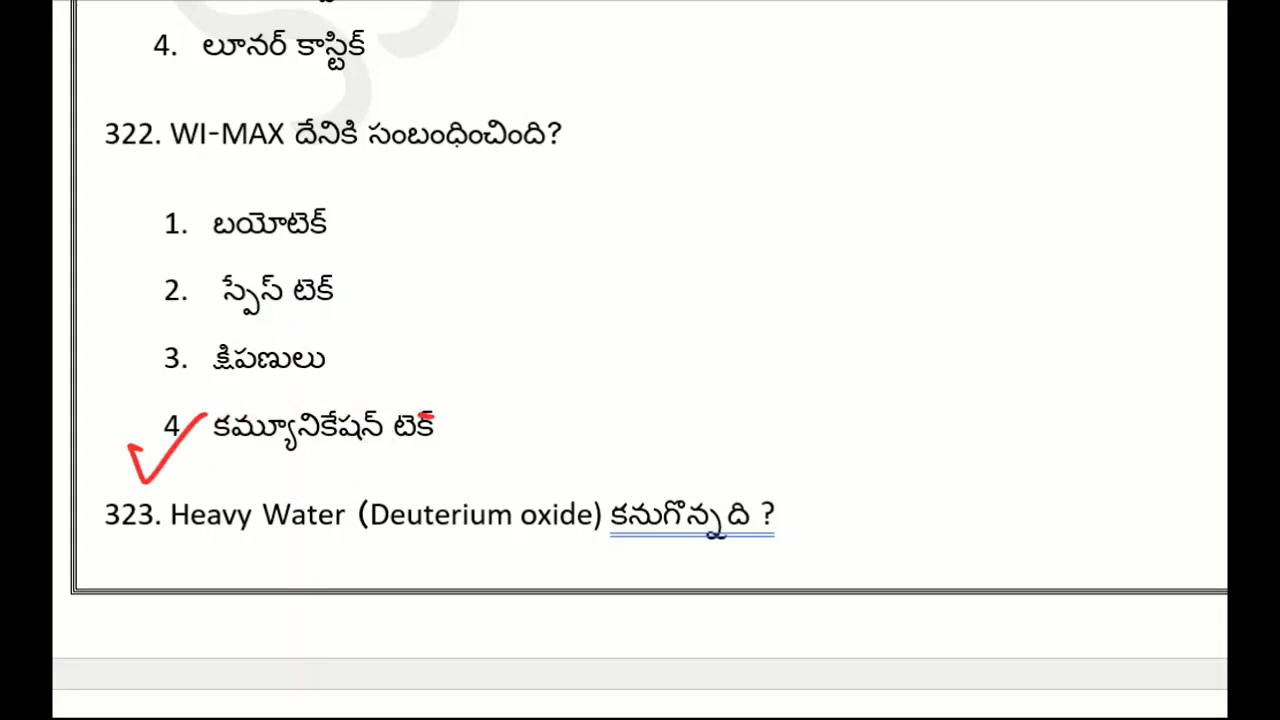 4. లూనర్ కాస్టిక్
322. WI-MAX దేనికి సంబంధించింది?
1. బయోటెక్
2. స్పేస్ టెక్
3. క్షిపణులు
4 కమ్యూనికేషన్ టెక్
323. Heavy Water (Deuterium oxide) కనుగొన్నది ?